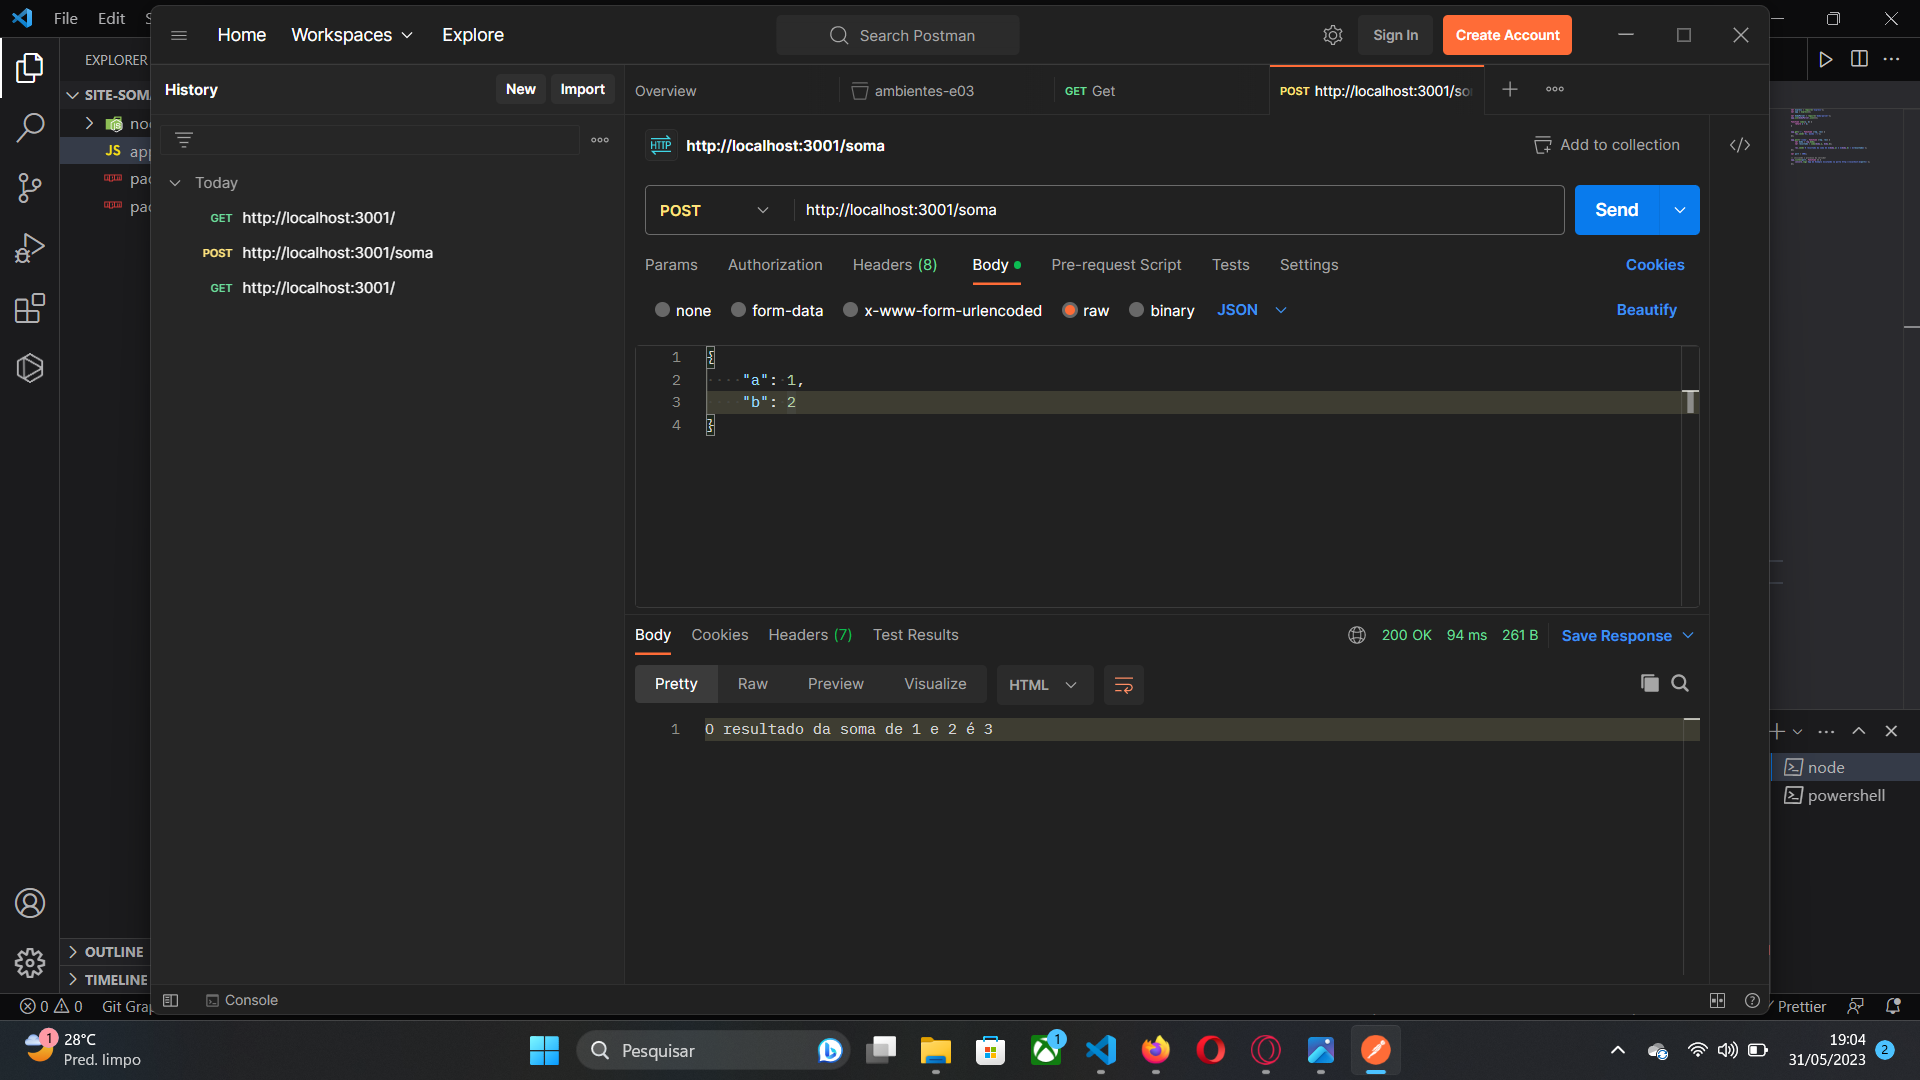 File Edit
EXPLORER
SITE-SOM
JS
OUTLINE
TIMELINE
0 0 Git Gra
Home Workspaces Explore
Search Postman
Sign In Create Account
History New Import
Today
GET http://localhost:3001/
POST http://localhost:3001/soma
GET http://localhost:3001/
Overview ambientes-e03 GET Get POST http://localhost:3001/so
HTTP http://localhost:3001/soma Add to collection </>
POST http://localhost:3001/soma Send
Params Authorization Headers (8) Body Pre-request Script Tests Settings Cookies
none form-data x-www-form-urlencoded raw binary JSON Beautify
1 {
2 "a": 1,
3 "b": 2
4 }
Body Cookies Headers (7) Test Results 200 OK 94 ms 261 B Save Response
Pretty Raw Preview Visualize HTML
1 O resultado da soma de 1 e 2 é 3
Console
node
powershell
Prettier
1 28°C
Pred. limpo
Pesquisar
1
19:04
31/05/2023 2